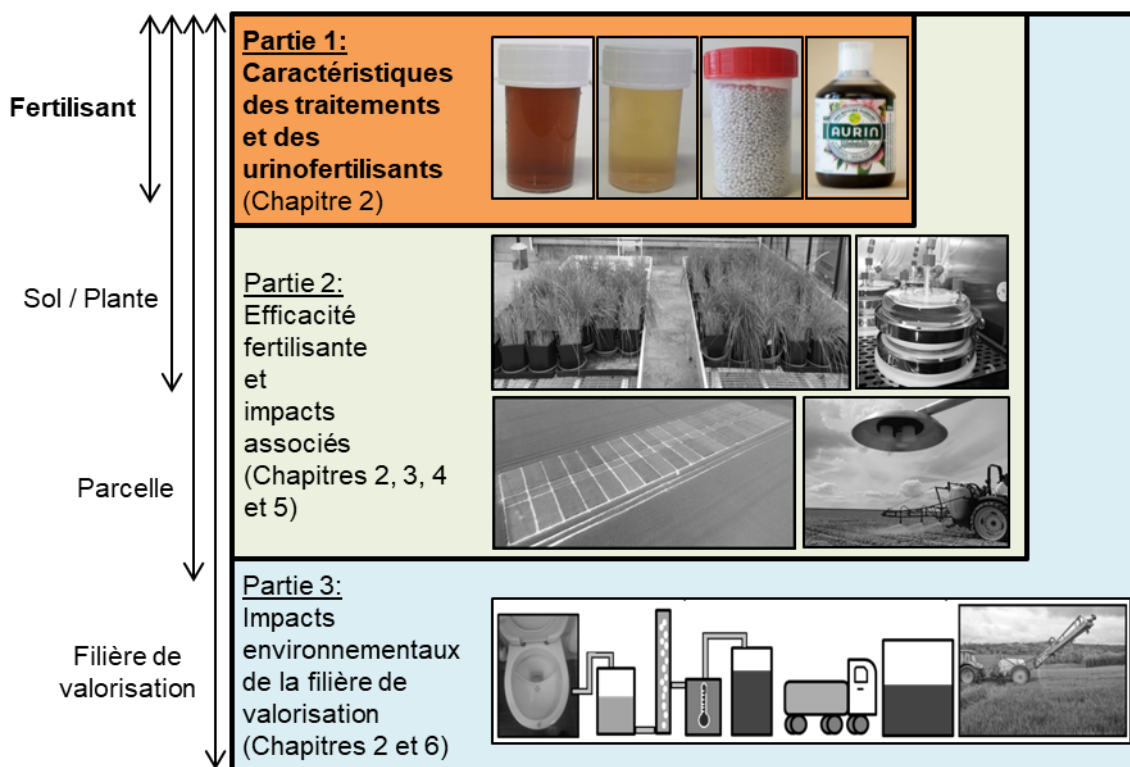 Fertilisant
Sol / Plante
Parcelle
Filière de
valorisation
Partie 1:
Caractéristiques
des traitements
et des
urinofertilisants
(Chapitre 2)
AURIN
Partie 2:
Efficacité
fertilisante
et
impacts
associés
(Chapitres 2, 3, 4
et 5)
Partie 3:
Impacts
environnementaux
de la filière de
valorisation
(Chapitres 2 et 6)